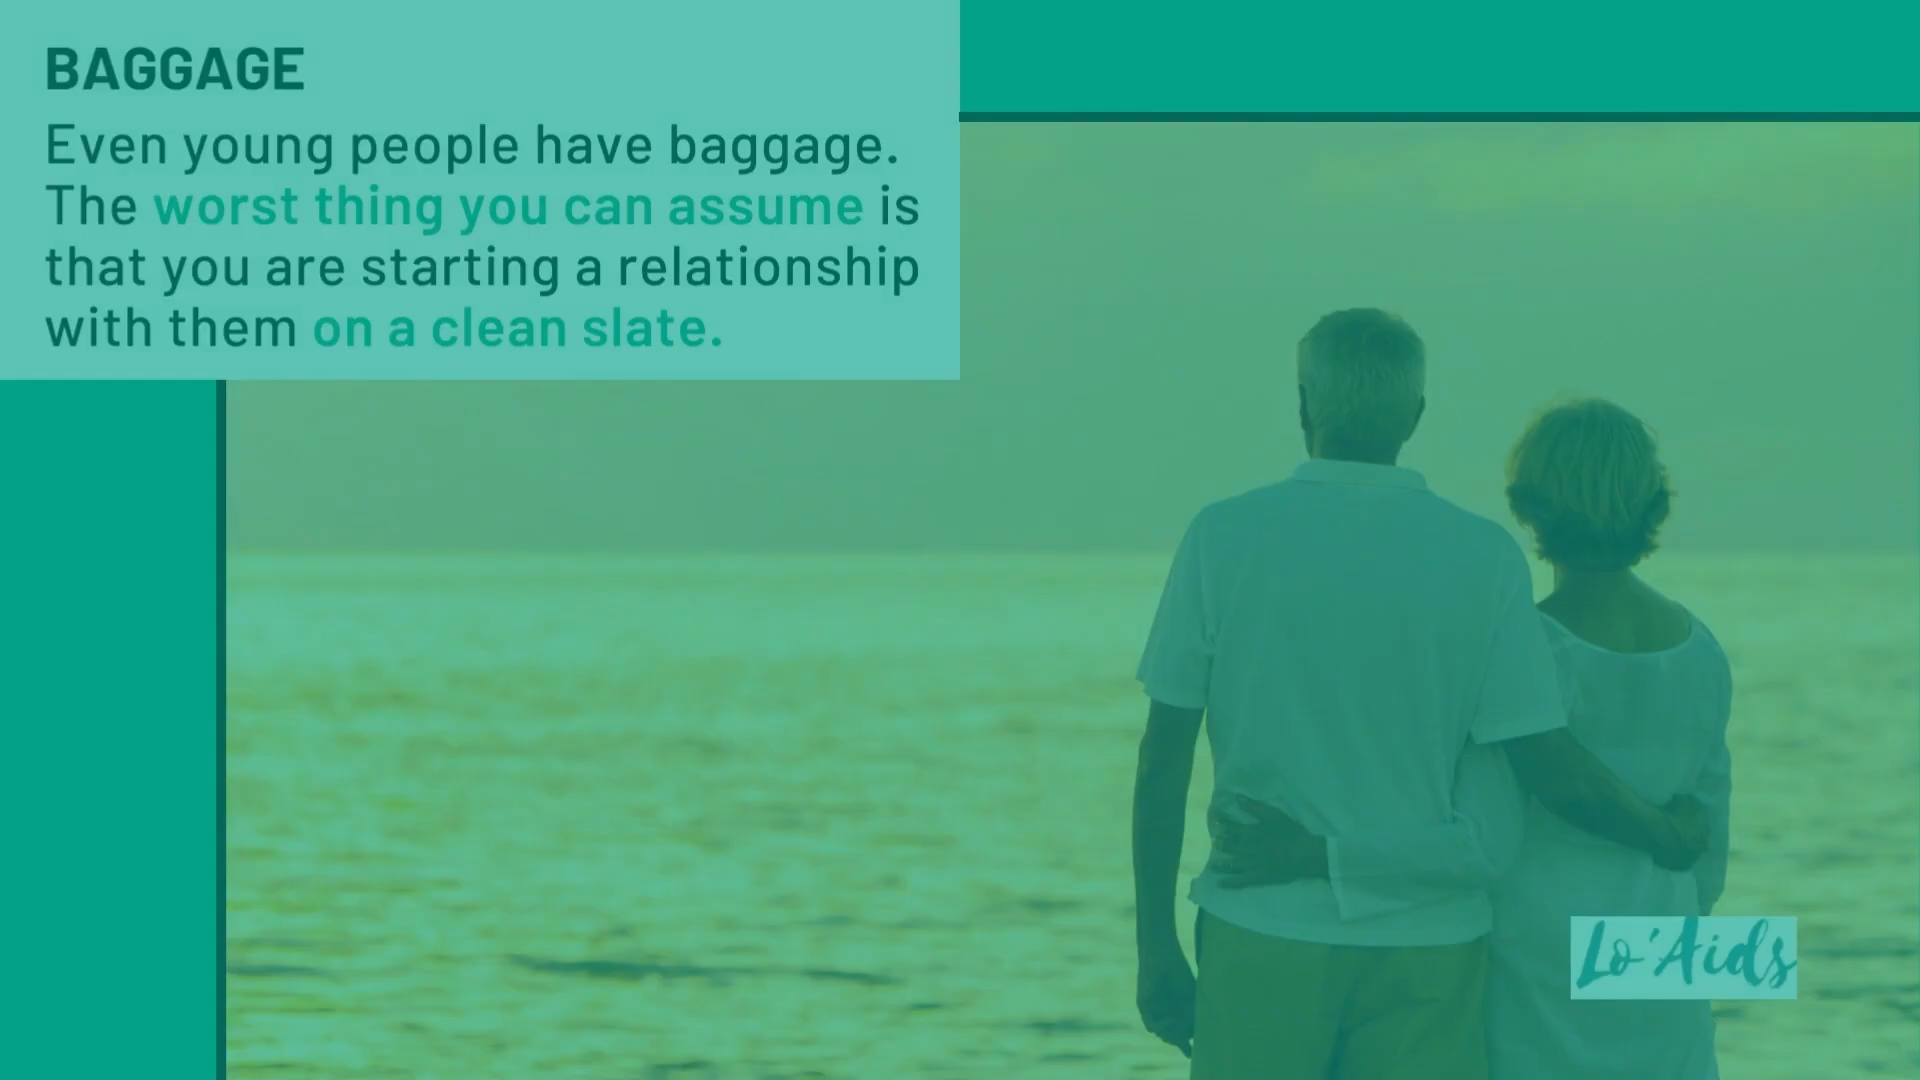 BAGGAGE
Even young people have baggage.
The worst thing you can assume is
that you are starting a relationship
with them on a clean slate.
Lo'Aids